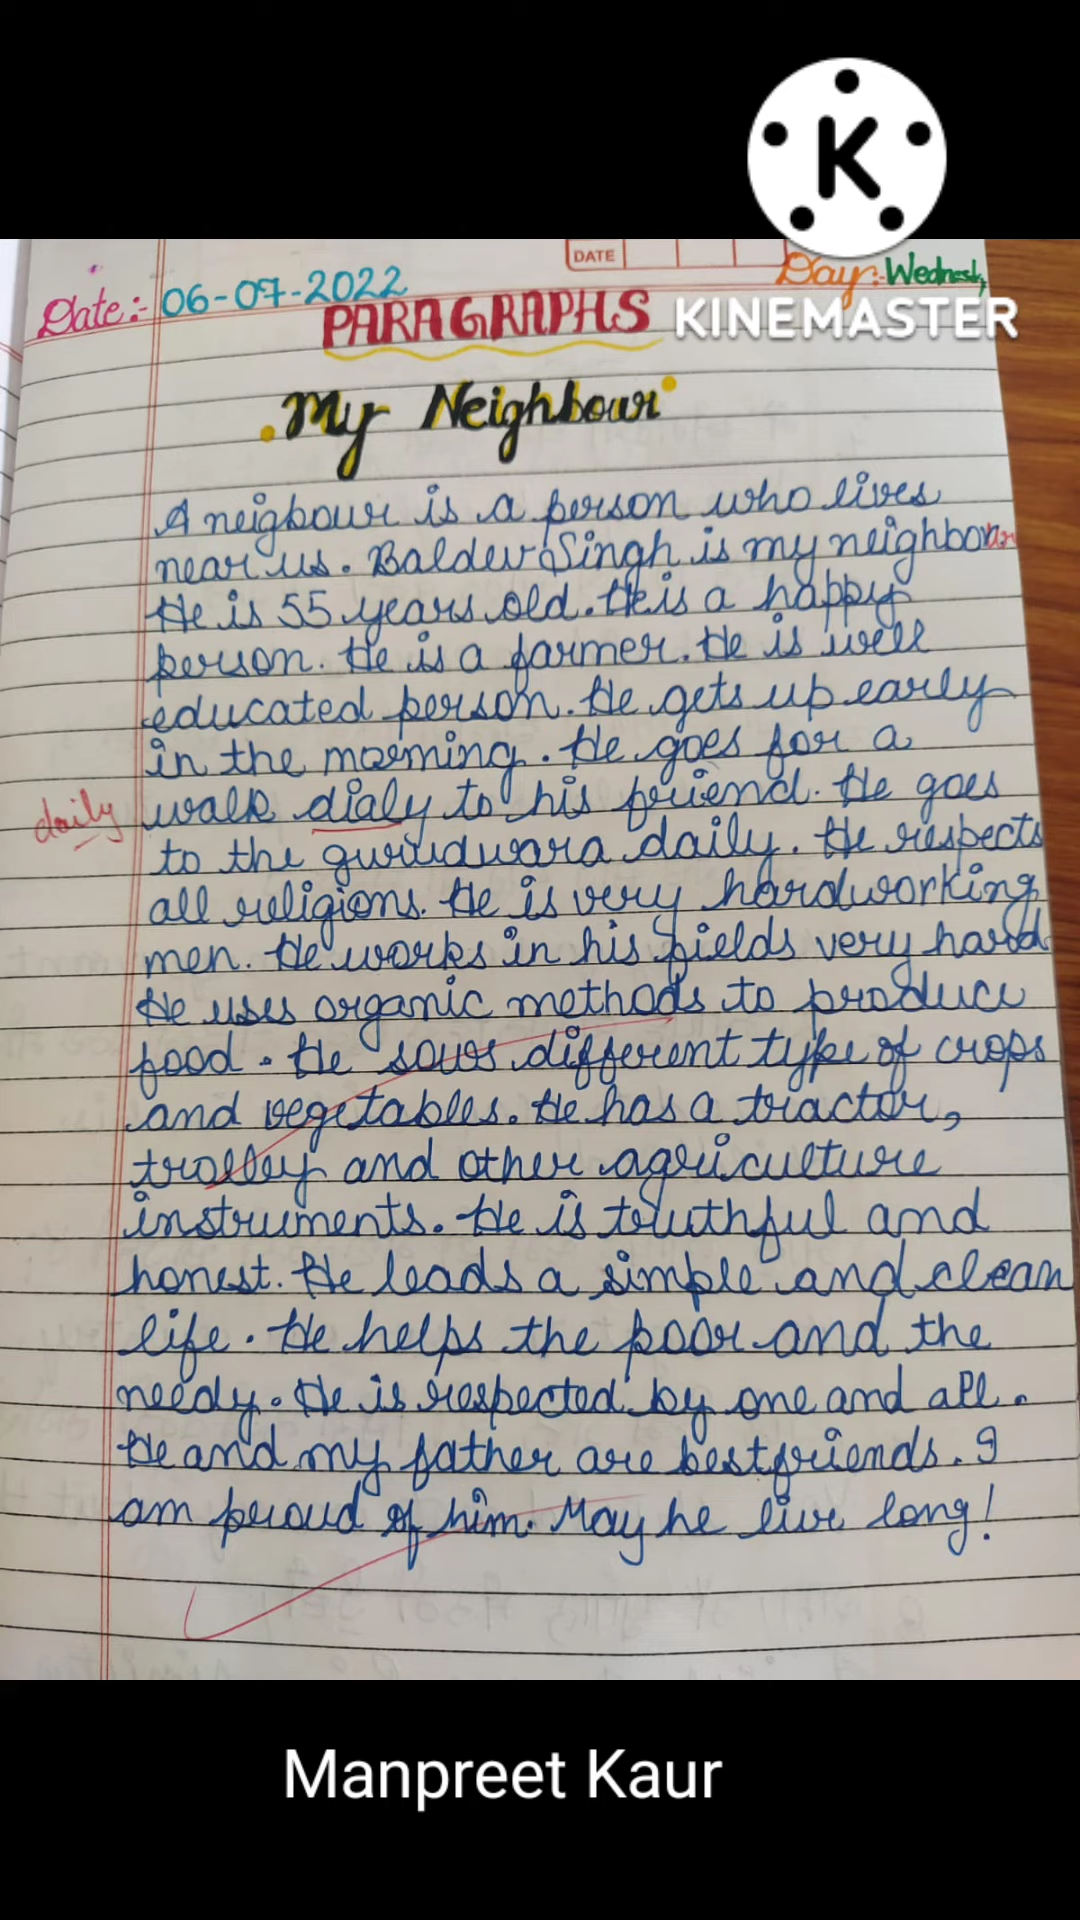 K
DATE
Day:- Wednesday
Date:- 06-07-2022
KINEMASTER
PARAGRAPHS
My Neighbour
A neigbour is a person who lives
near us. Baldev Singh is my neighbour
He is 55 years old. He is a happy
person. He is a farmer. He is well
educated person. He gets up early
in the morning. He goes for a
daily walk dialy to his friend. He goes
to the guruduwara daily. He respects
all religions. He is very hardworking
men. He works in his fields very hard
He uses organic methods to produce
food. He sows different type of crops
and vegetables. He has a tractor,
trolley and other agriculture
instruments. He is truthful and
honest. He leads a simple and clean
life. He helps the poor and the
needy. He is respected by one and all.
He and my father are best friends. I
am proud of him. May he live long!
Manpreet Kaur